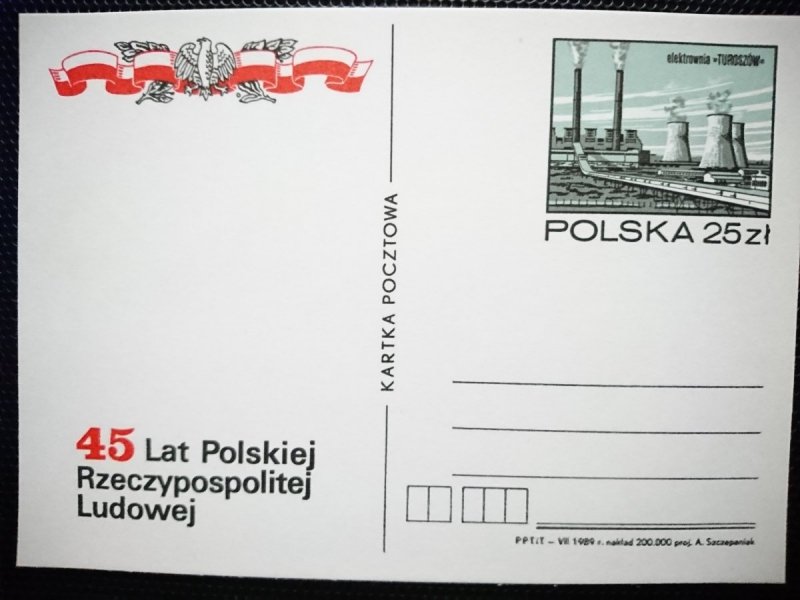 elektrownia »TUROSZÓW«
POLSKA 25 zł
KARTKA POCZTOWA
45 Lat Polskiej
Rzeczypospolitej
Ludowej
PPTiT – VII 1989 r. nakład 200.000 proj. A. Szczepaniak